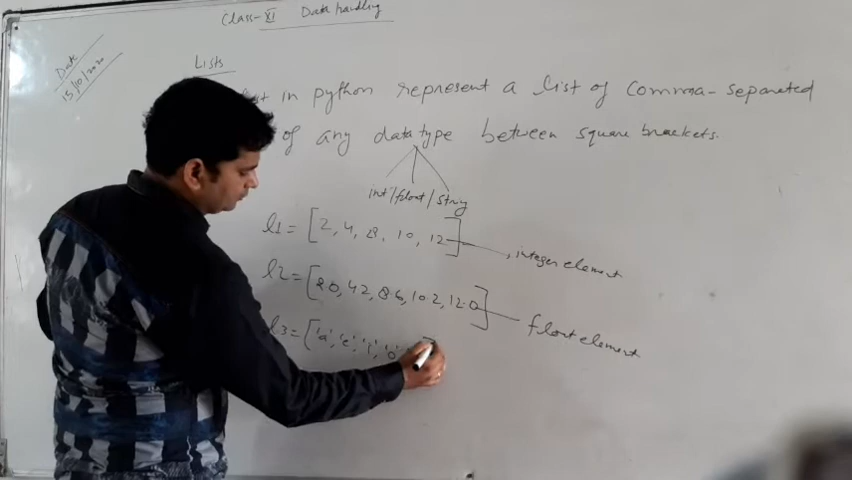 Class-XI Data handling
Date
15/10/2020
Lists
list in python represent a list of Comma-separated
of any datatype between square brackets.
int/float/string
l1 = [2, 4, 8, 10, 12] integer element
l2 = [2.0, 4.2, 8.6, 10.2, 12.0] float element
l3 = ['a', 'e', 'i', 'o'